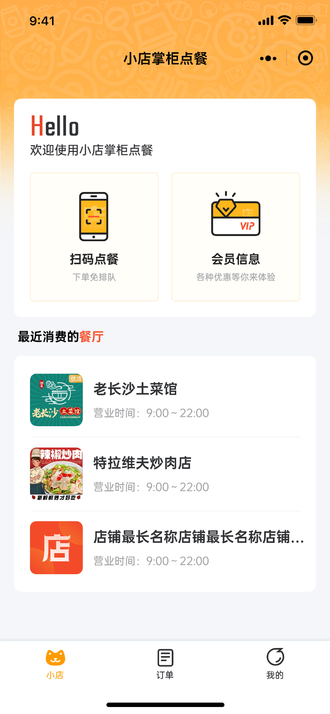 9:41
小店掌柜点餐
Hello
欢迎使用小店掌柜点餐
VIP
扫码点餐
会员信息
下单免排队
各种优惠等你来体验
最近消费的餐厅
老长沙土菜馆
营业时间：9:00～22:00
老长沙
土菜馆
辣椒炒肉
特拉维夫炒肉店
营业时间：9:00～22:00
店
店铺最长名称店铺最长名称店铺...
营业时间：9:00～22:00
小店
订单
我的